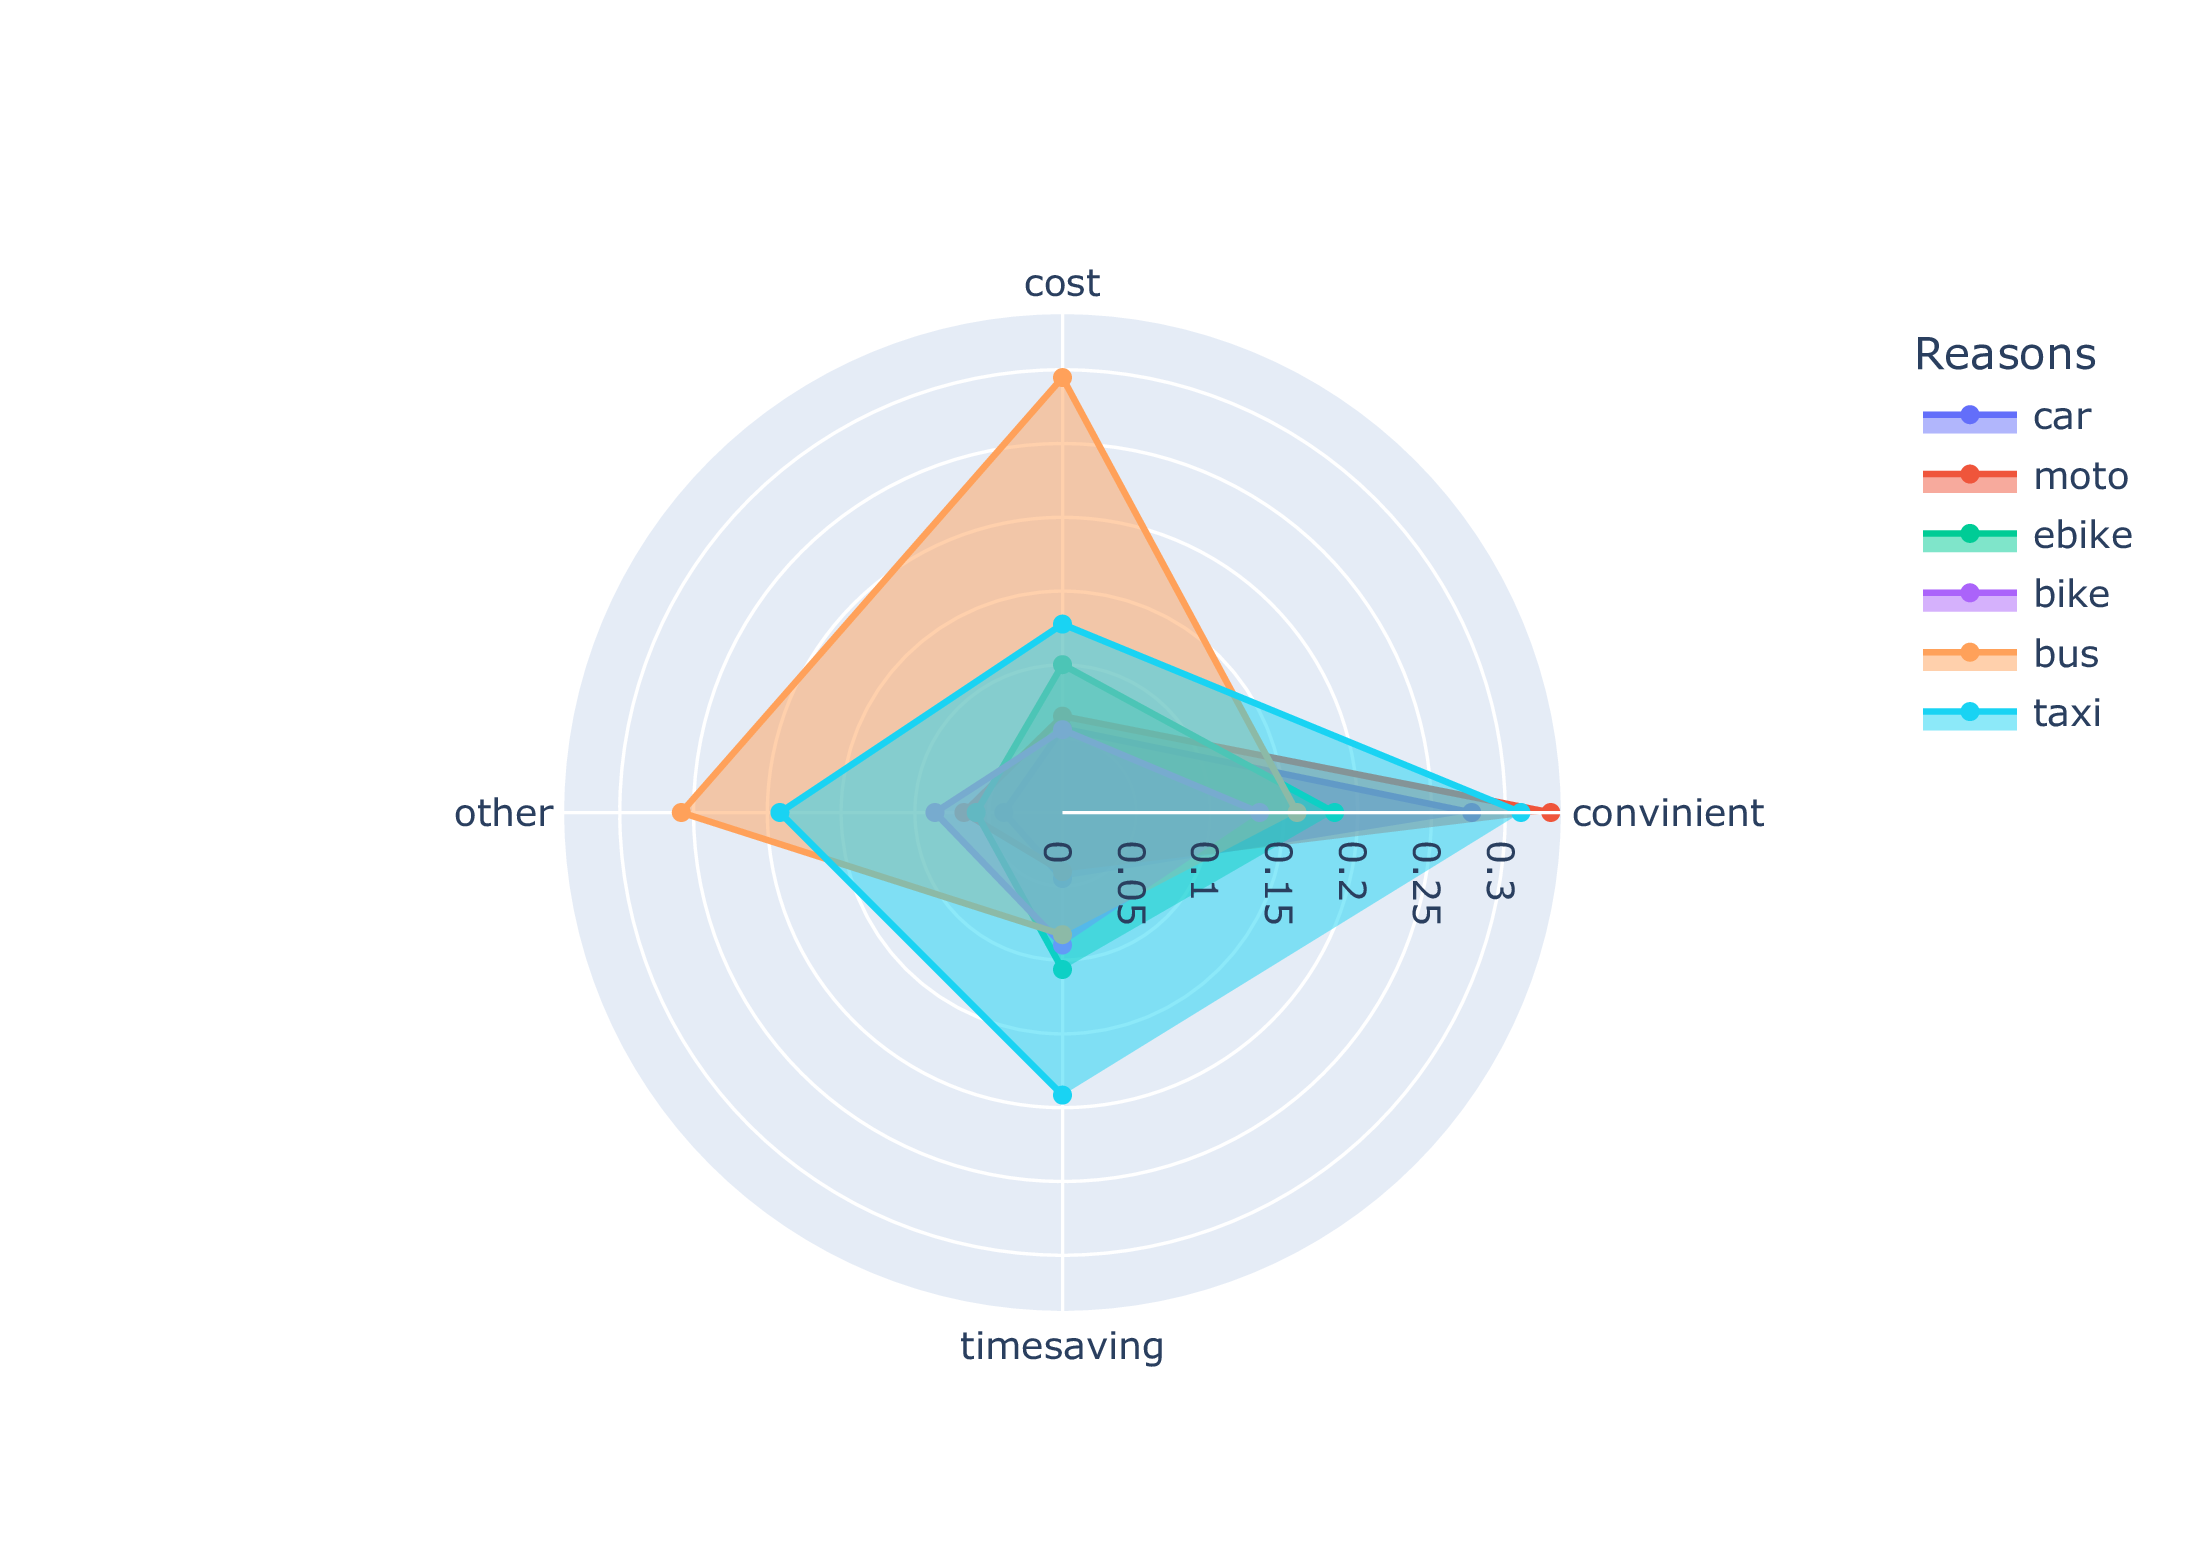 cost
Reasons
car
moto
ebike
bike
bus
taxi
other
convinient
0
0.05
0.1
0.15
0.2
0.25
0.3
timesaving